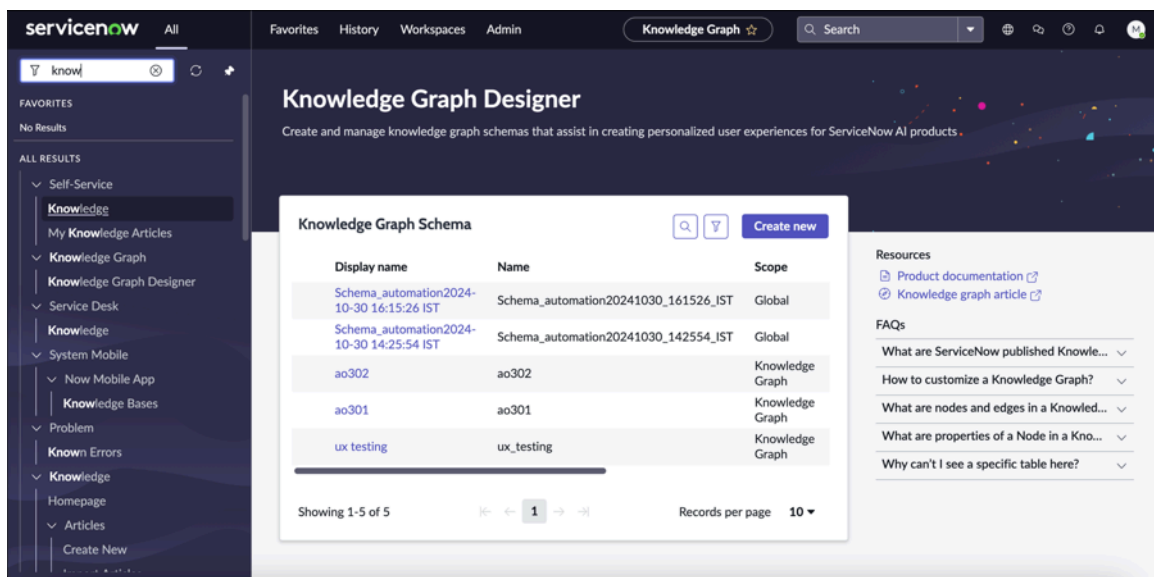 servicenow
All
Favorites History Workspaces Admin
Knowledge Graph
Search
M
know
FAVORITES
No Results
ALL RESULTS
Self-Service
Knowledge
My Knowledge Articles
Knowledge Graph
Knowledge Graph Designer
Service Desk
Knowledge
System Mobile
Now Mobile App
Knowledge Bases
Problem
Known Errors
Knowledge
Homepage
Articles
Create New
Knowledge Graph Designer
Create and manage knowledge graph schemas that assist in creating personalized user experiences for ServiceNow AI products.
Knowledge Graph Schema
Create new
Display name Name Scope
Schema_automation2024-
10-30 16:15:26 IST Schema_automation20241030_161526_IST Global
Schema_automation2024-
10-30 14:25:54 IST Schema_automation20241030_142554_IST Global
ao302 ao302 Knowledge
Graph
ao301 ao301 Knowledge
Graph
ux testing ux_testing Knowledge
Graph
Showing 1-5 of 5
1
Records per page 10
Resources
Product documentation
Knowledge graph article
FAQs
What are ServiceNow published Knowle...
How to customize a Knowledge Graph?
What are nodes and edges in a Knowled...
What are properties of a Node in a Kno...
Why can't I see a specific table here?